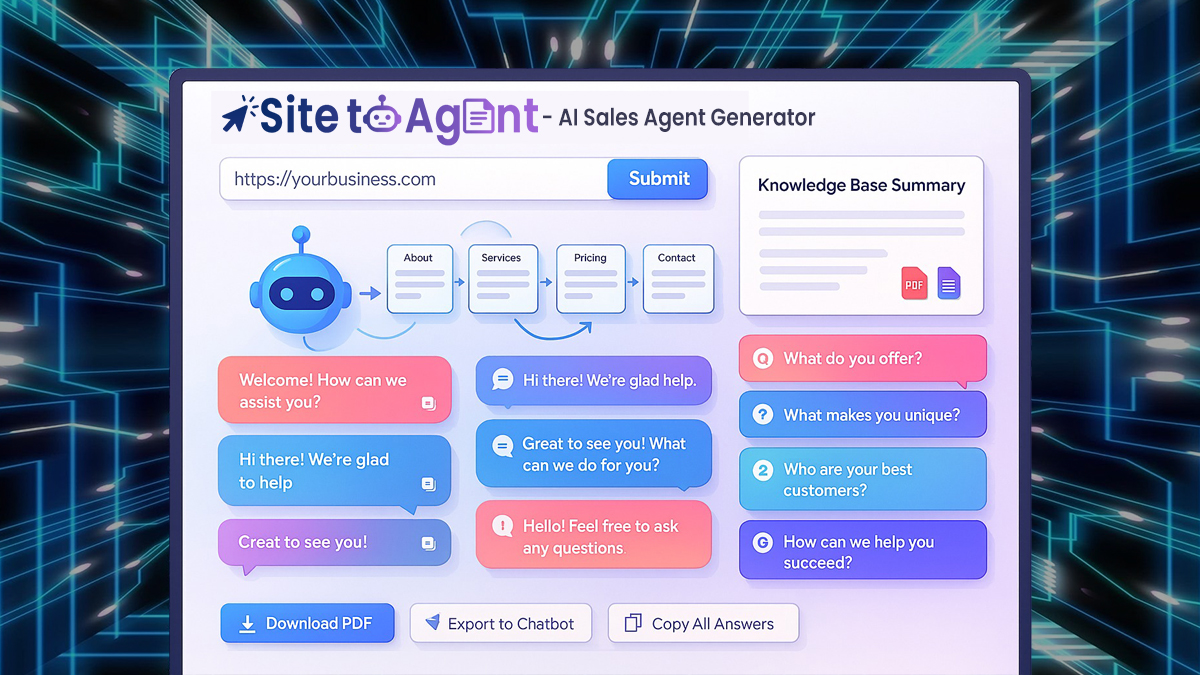 Site to Agent - AI Sales Agent Generator
https://yourbusiness.com
Submit
Knowledge Base Summary
PDF
About
Services
Pricing
Contact
Welcome! How can we
assist you?
Hi there! We're glad
to help
Creat to see you!
Hi there! We're glad help.
Great to see you! What
can we do for you?
Hello! Feel free to ask
any questions.
Q What do you offer?
? What makes you unique?
2 Who are your best
customers?
G How can we help you
succeed?
Download PDF
Export to Chatbot
Copy All Answers